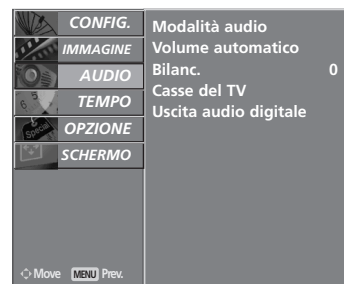 CONFIG.
IMMAGINE
AUDIO
TEMPO
OPZIONE
Special
SCHERMO
Modalità audio
Volume automatico
Bilanc. 0
Casse del TV
Uscita audio digitale
Move MENU Prev.